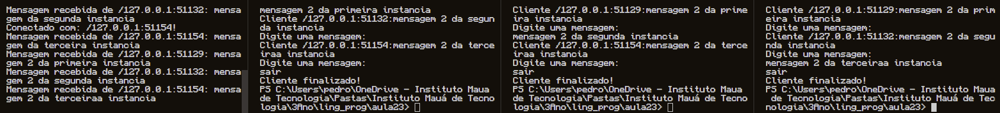 Mensagem recebida de /127.0.0.1:51132: mensa
gem da segunda instancia
Conectado com: /127.0.0.1:51154!
Mensagem recebida de /127.0.0.1:51154: mensa
gem da terceira instancia
Mensagem recebida de /127.0.0.1:51129: mensa
gem 2 da primeira instancia
Mensagem recebida de /127.0.0.1:51132: mensa
gem 2 da segunda instancia
Mensagem recebida de /127.0.0.1:51154: mensa
gem 2 da terceiraa instancia
mensagem 2 da primeira instancia
Cliente /127.0.0.1:51132:mensagem 2 da segun
da instancia
Digite uma mensagem:
Cliente /127.0.0.1:51154:mensagem 2 da terce
iraa instancia
Digite uma mensagem:
sair
Cliente finalizado!
PS C:\Users\pedro\OneDrive - Instituto Maua
de Tecnologia\Pastas\Instituto Mauá de Tecno
logia\3Ano\ling_prog\aula23>
Cliente /127.0.0.1:51129:mensagem 2 da prime
ira instancia
Digite uma mensagem:
mensagem 2 da segunda instancia
Cliente /127.0.0.1:51154:mensagem 2 da terce
iraa instancia
Digite uma mensagem:
sair
Cliente finalizado!
PS C:\Users\pedro\OneDrive - Instituto Maua
de Tecnologia\Pastas\Instituto Mauá de Tecno
logia\3Ano\ling_prog\aula23>
Cliente /127.0.0.1:51129:mensagem 2 da prim
eira instancia
Digite uma mensagem:
Cliente /127.0.0.1:51132:mensagem 2 da segu
nda instancia
Digite uma mensagem:
mensagem 2 da terceiraa instancia
sair
Cliente finalizado!
PS C:\Users\pedro\OneDrive - Instituto Maua
de Tecnologia\Pastas\Instituto Mauá de Tec
nologia\3Ano\ling_prog\aula23>